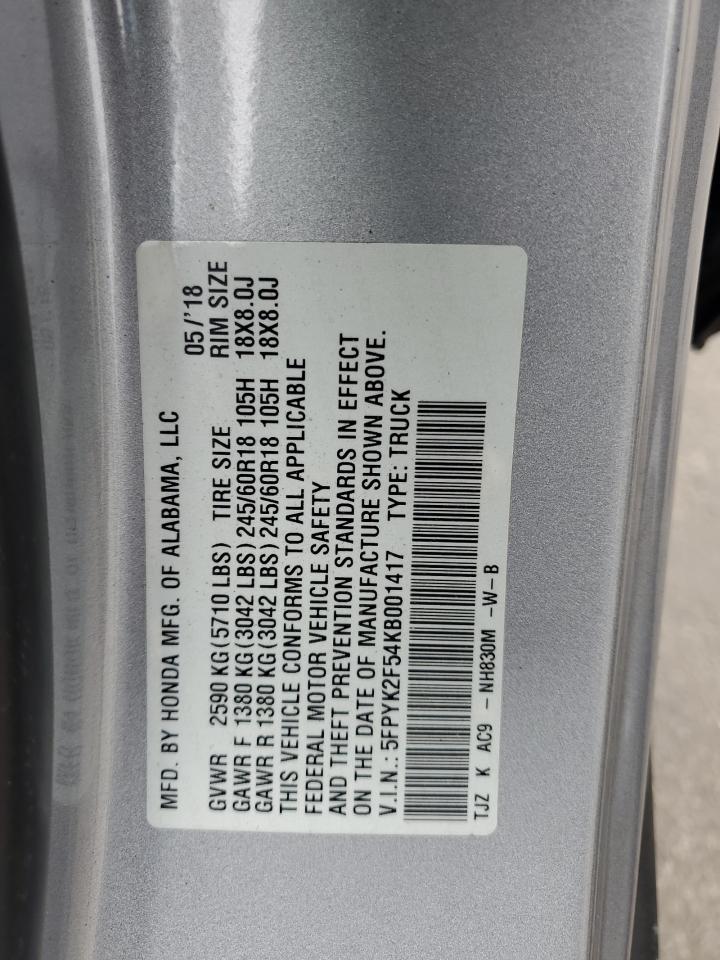 MFD. BY HONDA MFG. OF ALABAMA, LLC 05/'18
GVWR 2590 KG(5710 LBS) TIRE SIZE RIM SIZE
GAWR F 1380 KG(3042 LBS)245/60R18 105H 18X8.0J
GAWR R 1380 KG(3042 LBS)245/60R18 105H 18X8.0J
THIS VEHICLE CONFORMS TO ALL APPLICABLE
FEDERAL MOTOR VEHICLE SAFETY
AND THEFT PREVENTION STANDARDS IN EFFECT
ON THE DATE OF MANUFACTURE SHOWN ABOVE.
V.I.N.: 5FPYK2F54KB001417 TYPE: TRUCK
TJZ K AC9 - NH830M -W-B